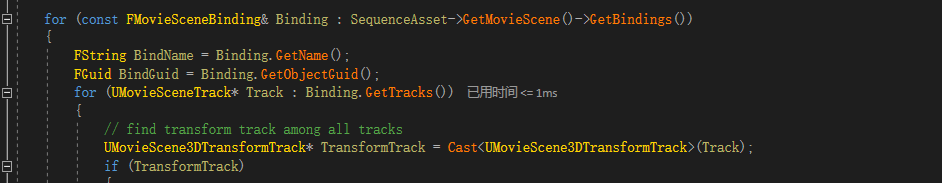 for (const FMovieSceneBinding& Binding : SequenceAsset->GetMovieScene()->GetBindings())
{
FString BindName = Binding.GetName();
FGuid BindGuid = Binding.GetObjectGuid();
for (UMovieSceneTrack* Track : Binding.GetTracks()) 已用时间 <= 1ms
{
// find transform track among all tracks
UMovieScene3DTransformTrack* TransformTrack = Cast<UMovieScene3DTransformTrack>(Track);
if (TransformTrack)
{